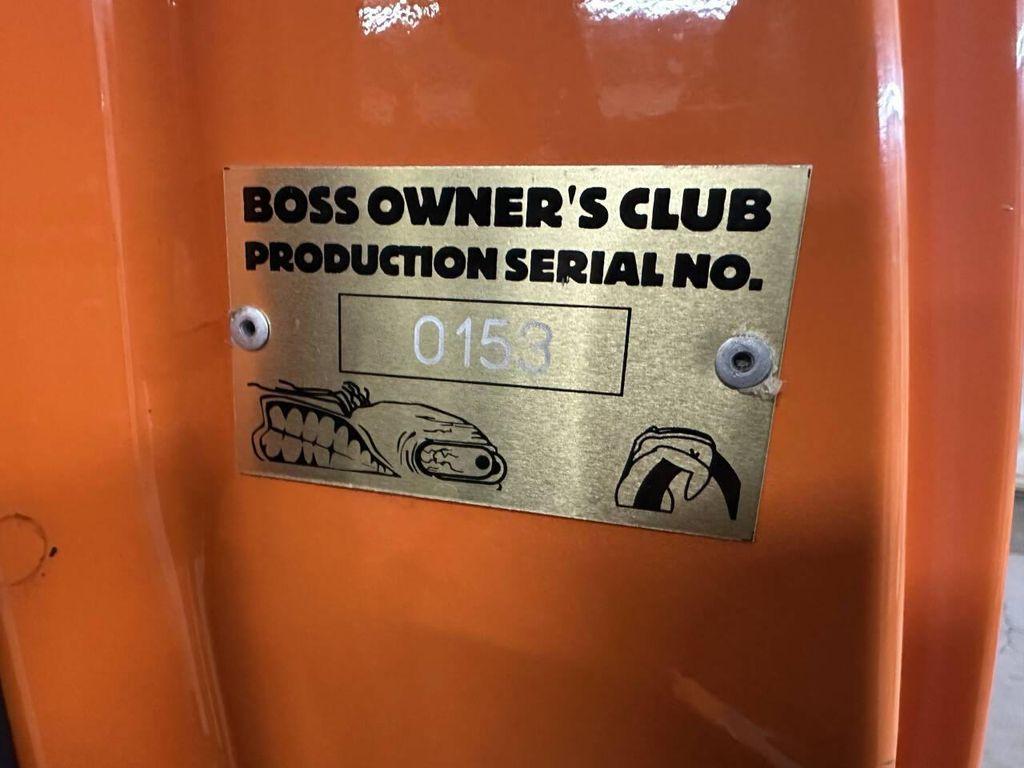 BOSS OWNER'S CLUB
PRODUCTION SERIAL NO.
0153